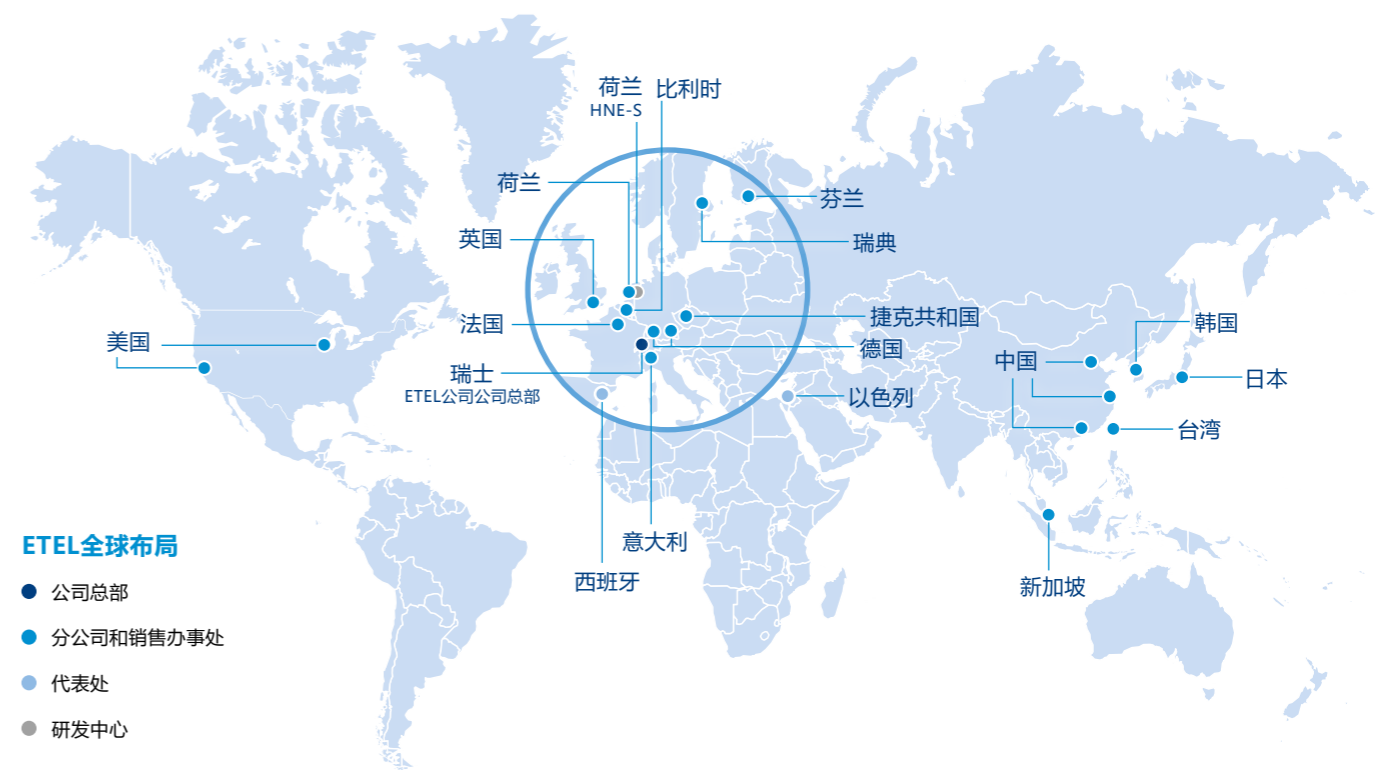 荷兰
HNE-S
比利时
荷兰
芬兰
英国
瑞典
法国
捷克共和国
韩国
美国
德国
中国
瑞士
ETEL公司公司总部
日本
以色列
台湾
意大利
西班牙
新加坡
ETEL全球布局
公司总部
分公司和销售办事处
代表处
研发中心